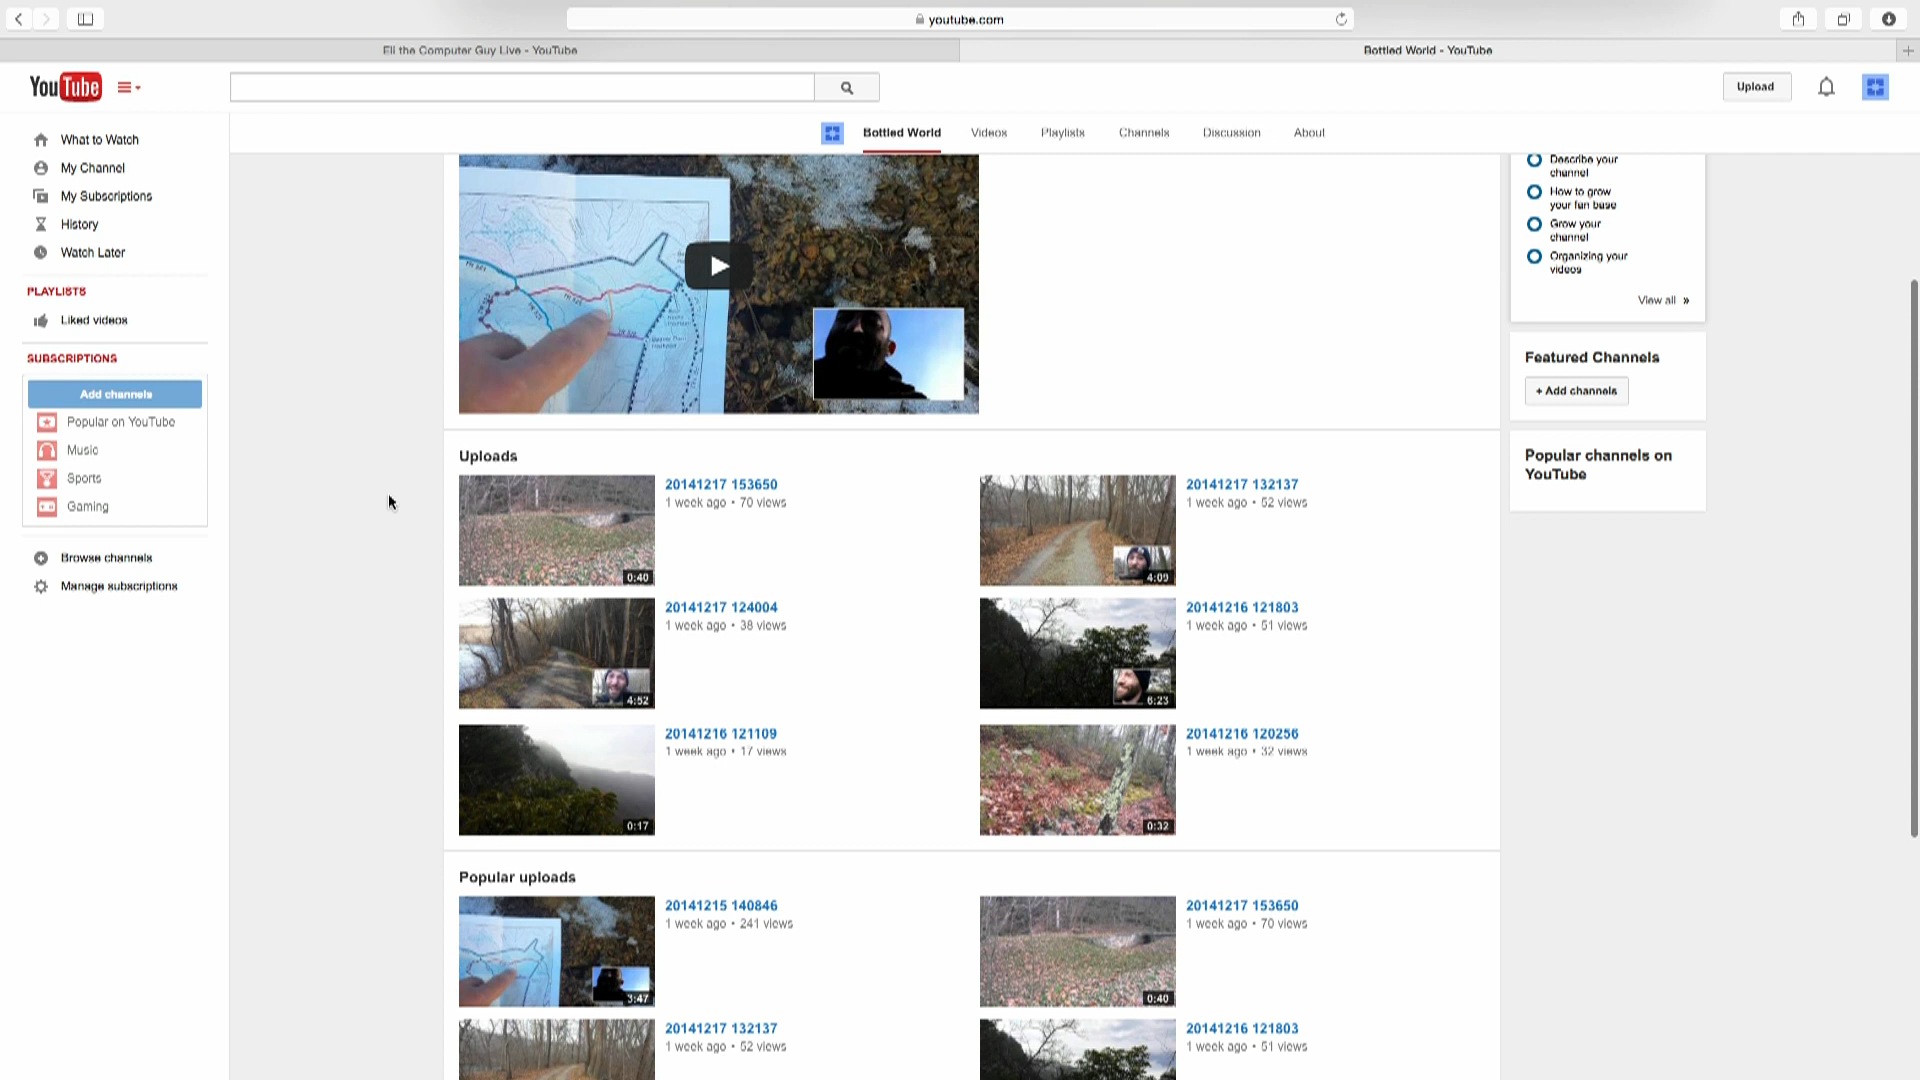 youtube.com
Eli the Computer Guy Live - YouTube
Bottled World - YouTube
YouTube
Upload
Bottled World
Videos
Playlists
Channels
Discussion
About
What to Watch
My Channel
My Subscriptions
History
Watch Later
PLAYLISTS
Liked videos
SUBSCRIPTIONS
Add channels
Popular on YouTube
Music
Sports
Gaming
Browse channels
Manage subscriptions
Uploads
20141217 153650
1 week ago • 70 views
0:40
20141217 132137
1 week ago • 52 views
4:09
20141217 124004
1 week ago • 38 views
4:52
20141216 121803
1 week ago • 51 views
6:23
20141216 121109
1 week ago • 17 views
0:17
20141216 120256
1 week ago • 32 views
0:32
Popular uploads
20141215 140846
1 week ago • 241 views
3:47
20141217 153650
1 week ago • 70 views
0:40
20141217 132137
1 week ago • 52 views
20141216 121803
1 week ago • 51 views
Describe your
channel
How to grow
your fan base
Grow your
channel
Organizing your
videos
View all »
Featured Channels
+ Add channels
Popular channels on
YouTube